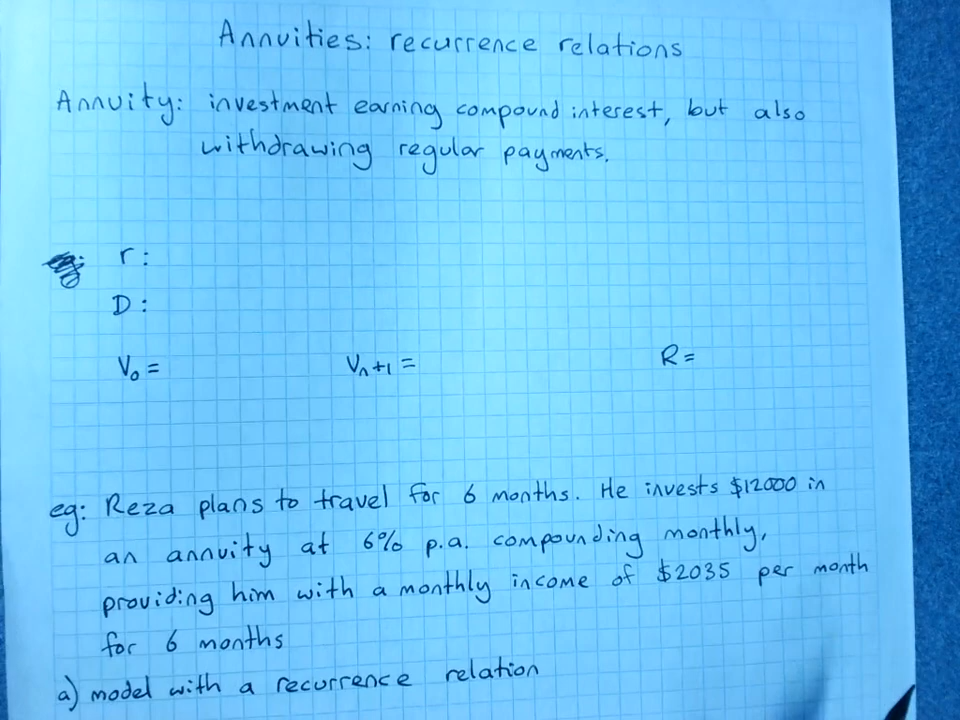 Annuities: recurrence relations
Annuity: investment earning compound interest, but also
withdrawing regular payments.
r:
D:
V₀ = Vₙ₊₁ = R =
eg: Reza plans to travel for 6 months. He invests $12000 in
an annuity at 6% p.a. compounding monthly,
providing him with a monthly income of $2035 per month
for 6 months
a) model with a recurrence relation